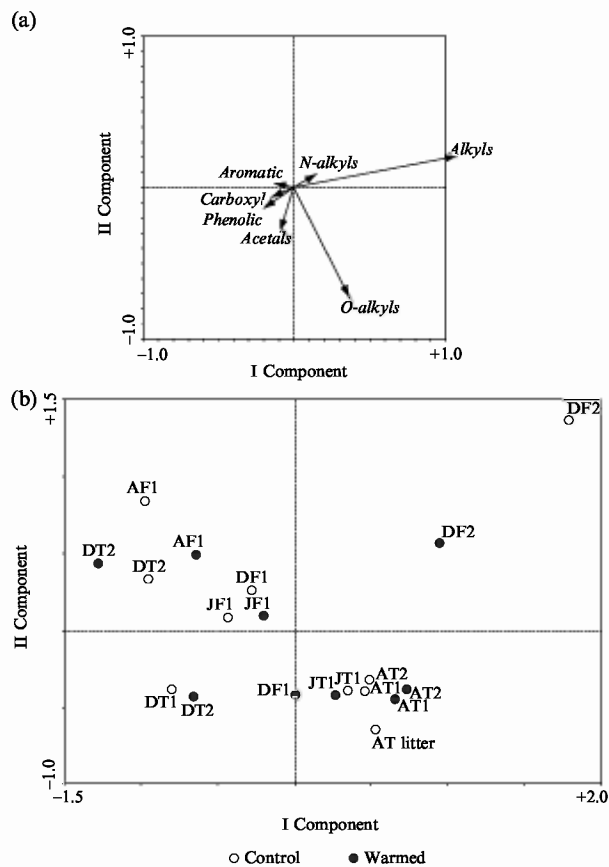 (a)
+1.0
II Component
Alkyls
N-alkyls
Aromatic
Carboxyl
Phenolic
Acetals
O-alkyls
-1.0
−1.0
+1.0
I Component
(b)
+1.5
DF2
II Component
AF1
AF1
DF2
DT2
DT2
DF1
JF1
JF1
DT1
DT2
DF1
JT1
JT1
AT2
AT1
AT2
AT1
AT litter
-1.0
−1.5
+2.0
I Component
Control
Warmed